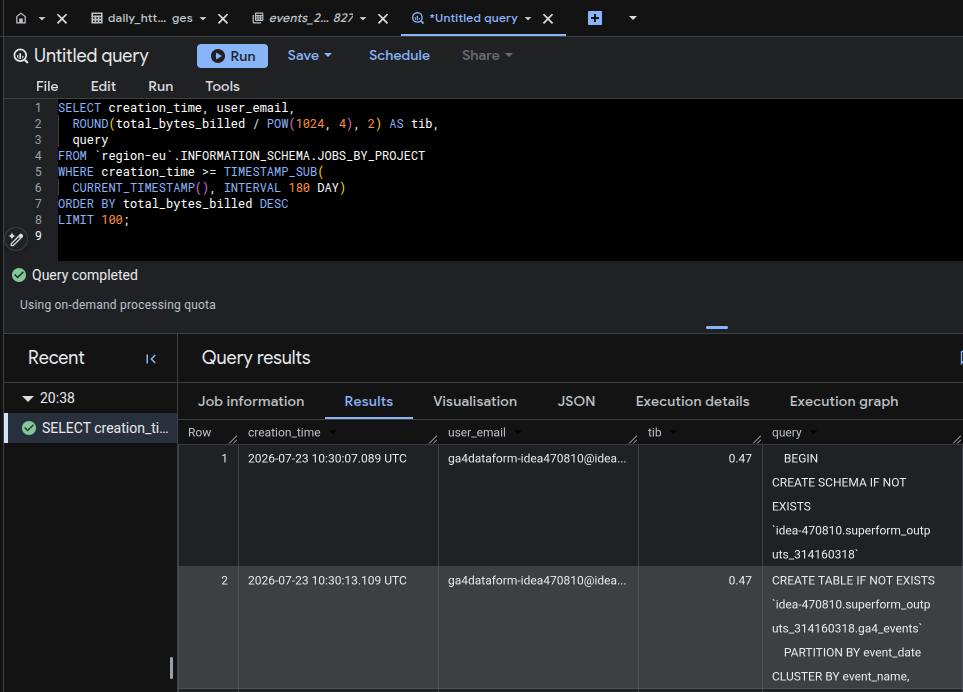 daily_htt... ges
events_2... 827
*Untitled query
Untitled query
Run
Save
Schedule
Share
File Edit Run Tools
1 SELECT creation_time, user_email,
2 ROUND(total_bytes_billed / POW(1024, 4), 2) AS tib,
3 query
4 FROM `region-eu`.INFORMATION_SCHEMA.JOBS_BY_PROJECT
5 WHERE creation_time >= TIMESTAMP_SUB(
6 CURRENT_TIMESTAMP(), INTERVAL 180 DAY)
7 ORDER BY total_bytes_billed DESC
8 LIMIT 100;
9
Query completed
Using on-demand processing quota
Recent
20:38
SELECT creation_ti...
Query results
Job information Results Visualisation JSON Execution details Execution graph
Row creation_time user_email tib query
1 2026-07-23 10:30:07.089 UTC ga4dataform-idea470810@idea... 0.47 BEGIN
CREATE SCHEMA IF NOT
EXISTS
`idea-470810.superform_outp
uts_314160318`
2 2026-07-23 10:30:13.109 UTC ga4dataform-idea470810@idea... 0.47 CREATE TABLE IF NOT EXISTS
`idea-470810.superform_outp
uts_314160318.ga4_events`
PARTITION BY event_date
CLUSTER BY event_name,